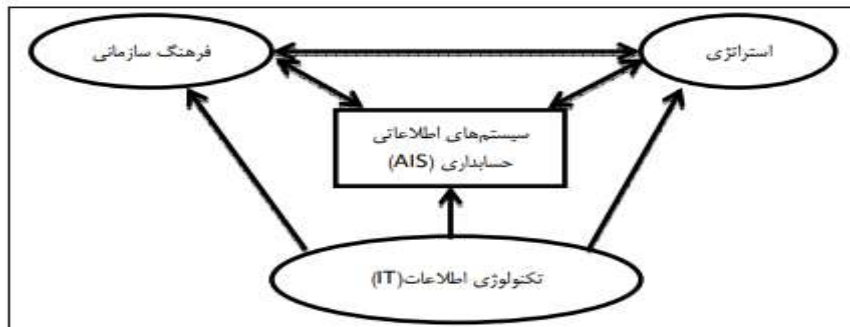 استراتژی
فرهنگ سازمانی
سیستم‌های اطلاعاتی
حسابداری (AIS)
تکنولوژی اطلاعات(IT)